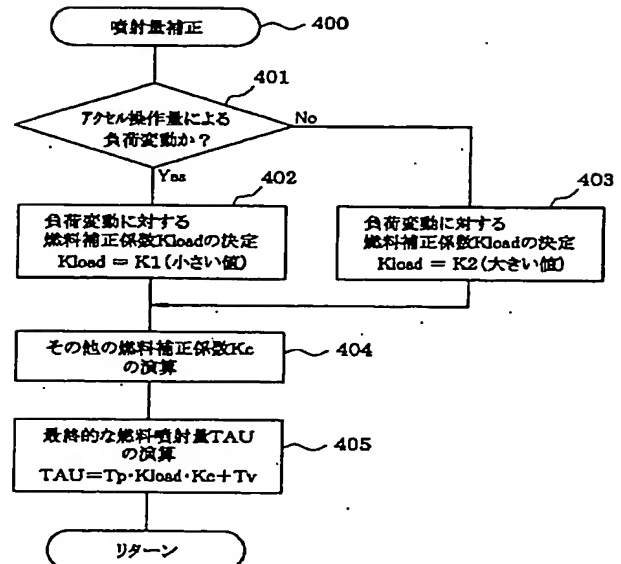 噴射量補正
400
401
アクセル操作量による
負荷変動か？
No
Yes
402
403
負荷変動に対する
燃料補正係数Kloadの決定
Kload = K1(小さい値)
負荷変動に対する
燃料補正係数Kloadの決定
Kload = K2(大きい値)
その他の燃料補正係数Kc
の演算
404
最終的な燃料噴射量TAU
の演算
TAU=Tp·Kload·Kc+Tv
405
リターン